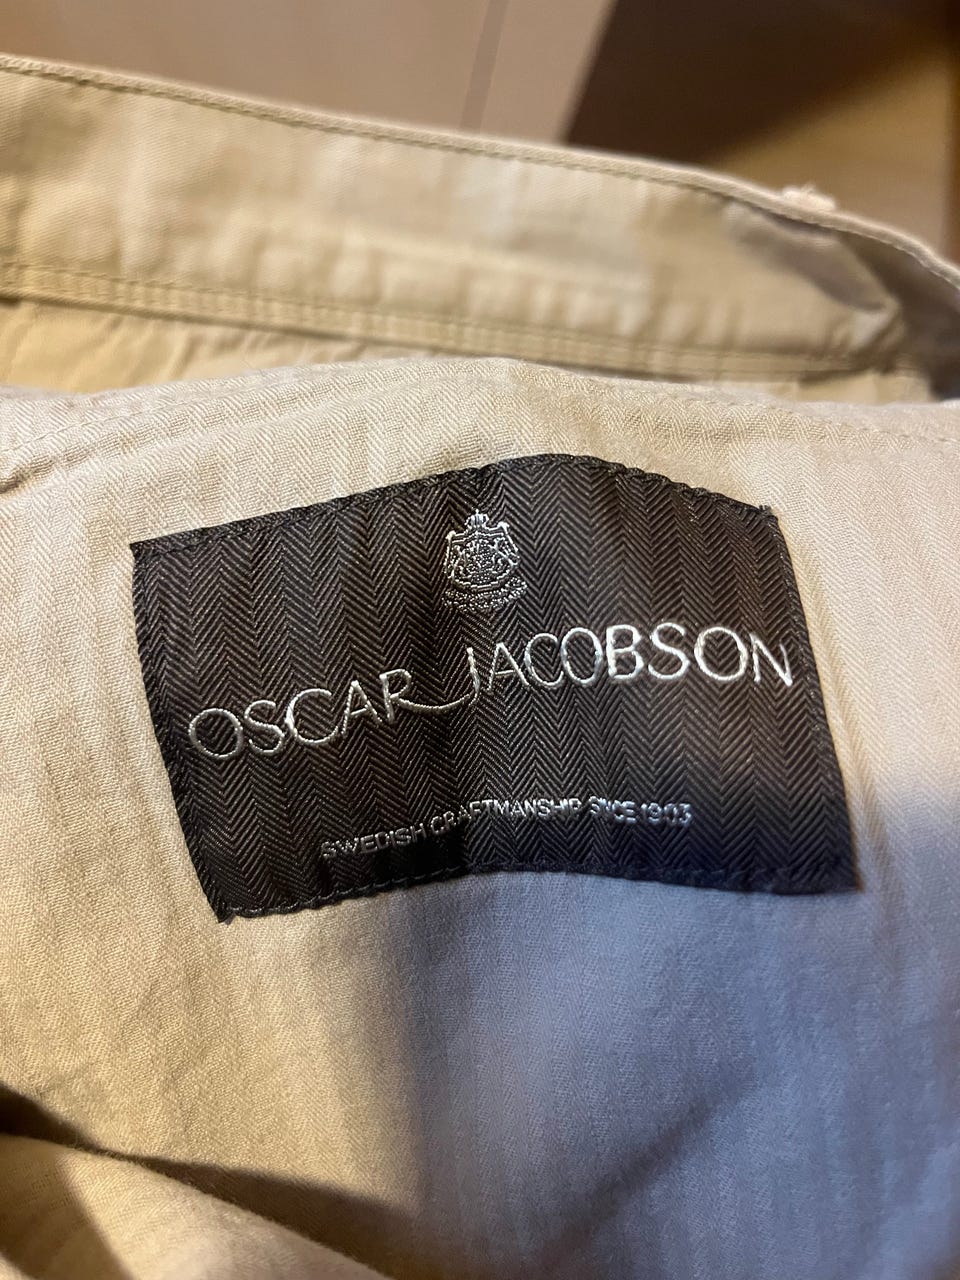 OSCAR JACOBSON
SWEDISH CRAFTMANSHIP SINCE 1903